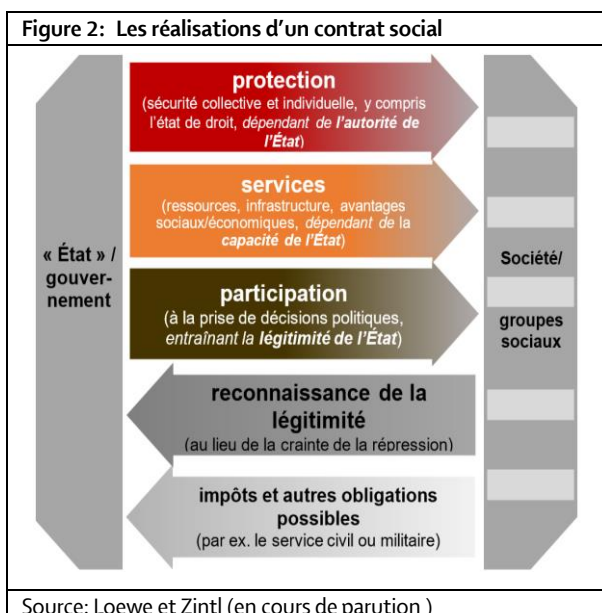 Figure 2: Les réalisations d'un contrat social
protection
(sécurité collective et individuelle, y compris
l'état de droit, dépendant de l'autorité de
l'État)
services
(ressources, infrastructure, avantages
sociaux/économiques, dépendant de la
capacité de l'État)
« État » /
gouver-
nement
Société/
groupes
sociaux
participation
(à la prise de décisions politiques,
entraînant la légitimité de l'État)
reconnaissance de la
légitimité
(au lieu de la crainte de la répression)
impôts et autres obligations
possibles
(par ex. le service civil ou militaire)
Source: Loewe et Zintl (en cours de parution )